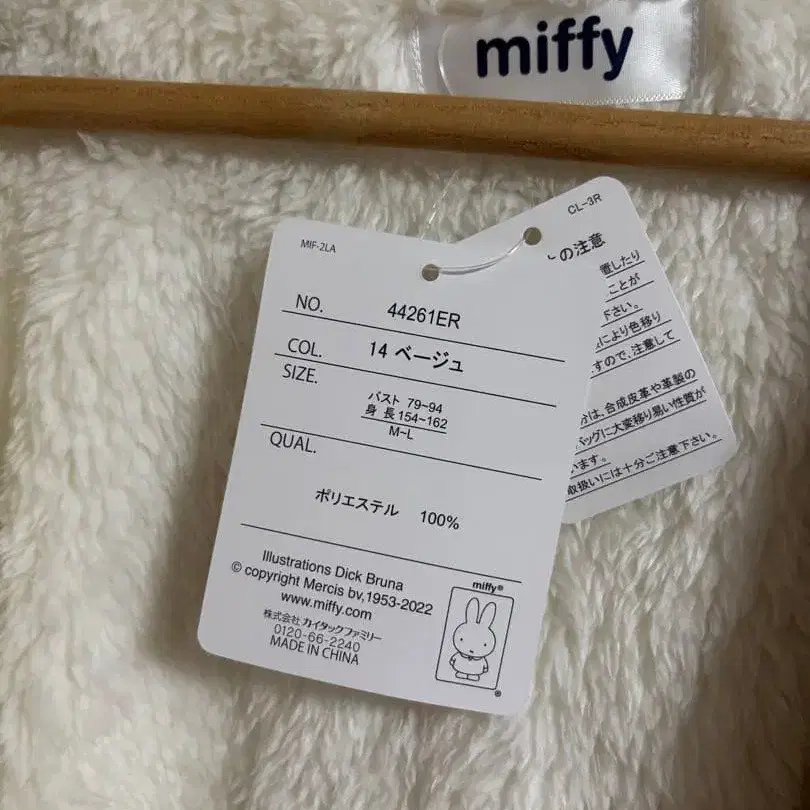 miffy
MIF-2LA
NO. 44261ER
COL. 14 ベージュ
SIZE.
バスト 79~94
身 長 154~162
M~L
QUAL.
ポリエステル 100%
Illustrations Dick Bruna
© copyright Mercis bv,1953-2022
www.miffy.com
株式会社 カイタックファミリー
0120-66-2240
MADE IN CHINA
miffy®
®
CL-3R
の注意
置したり
ことが
下さい。
により色移り
すので、注意して
は、合成皮革や革製の
バッグに大変移り易い性質が
います。
取扱いには十分ご注意下さい。